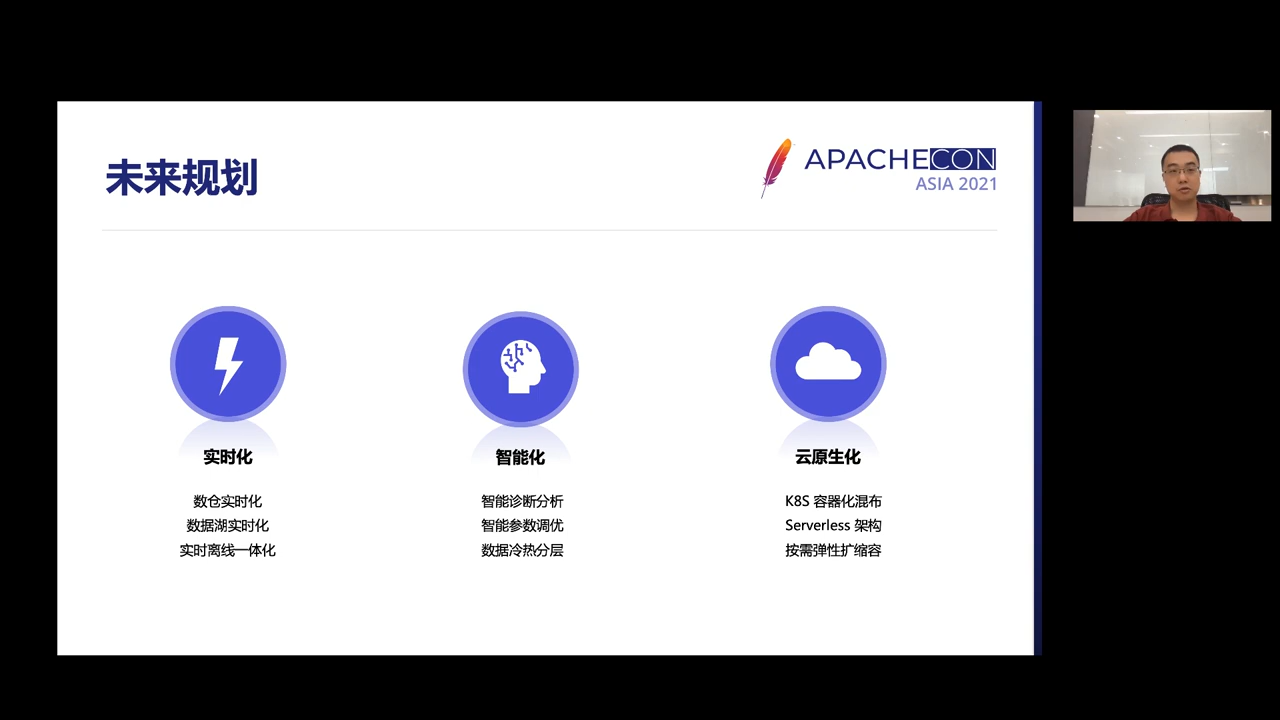 未来规划
APACHECON
ASIA 2021
实时化
数仓实时化
数据湖实时化
实时离线一体化
智能化
智能诊断分析
智能参数调优
数据冷热分层
云原生化
K8S 容器化混布
Serverless 架构
按需弹性扩缩容